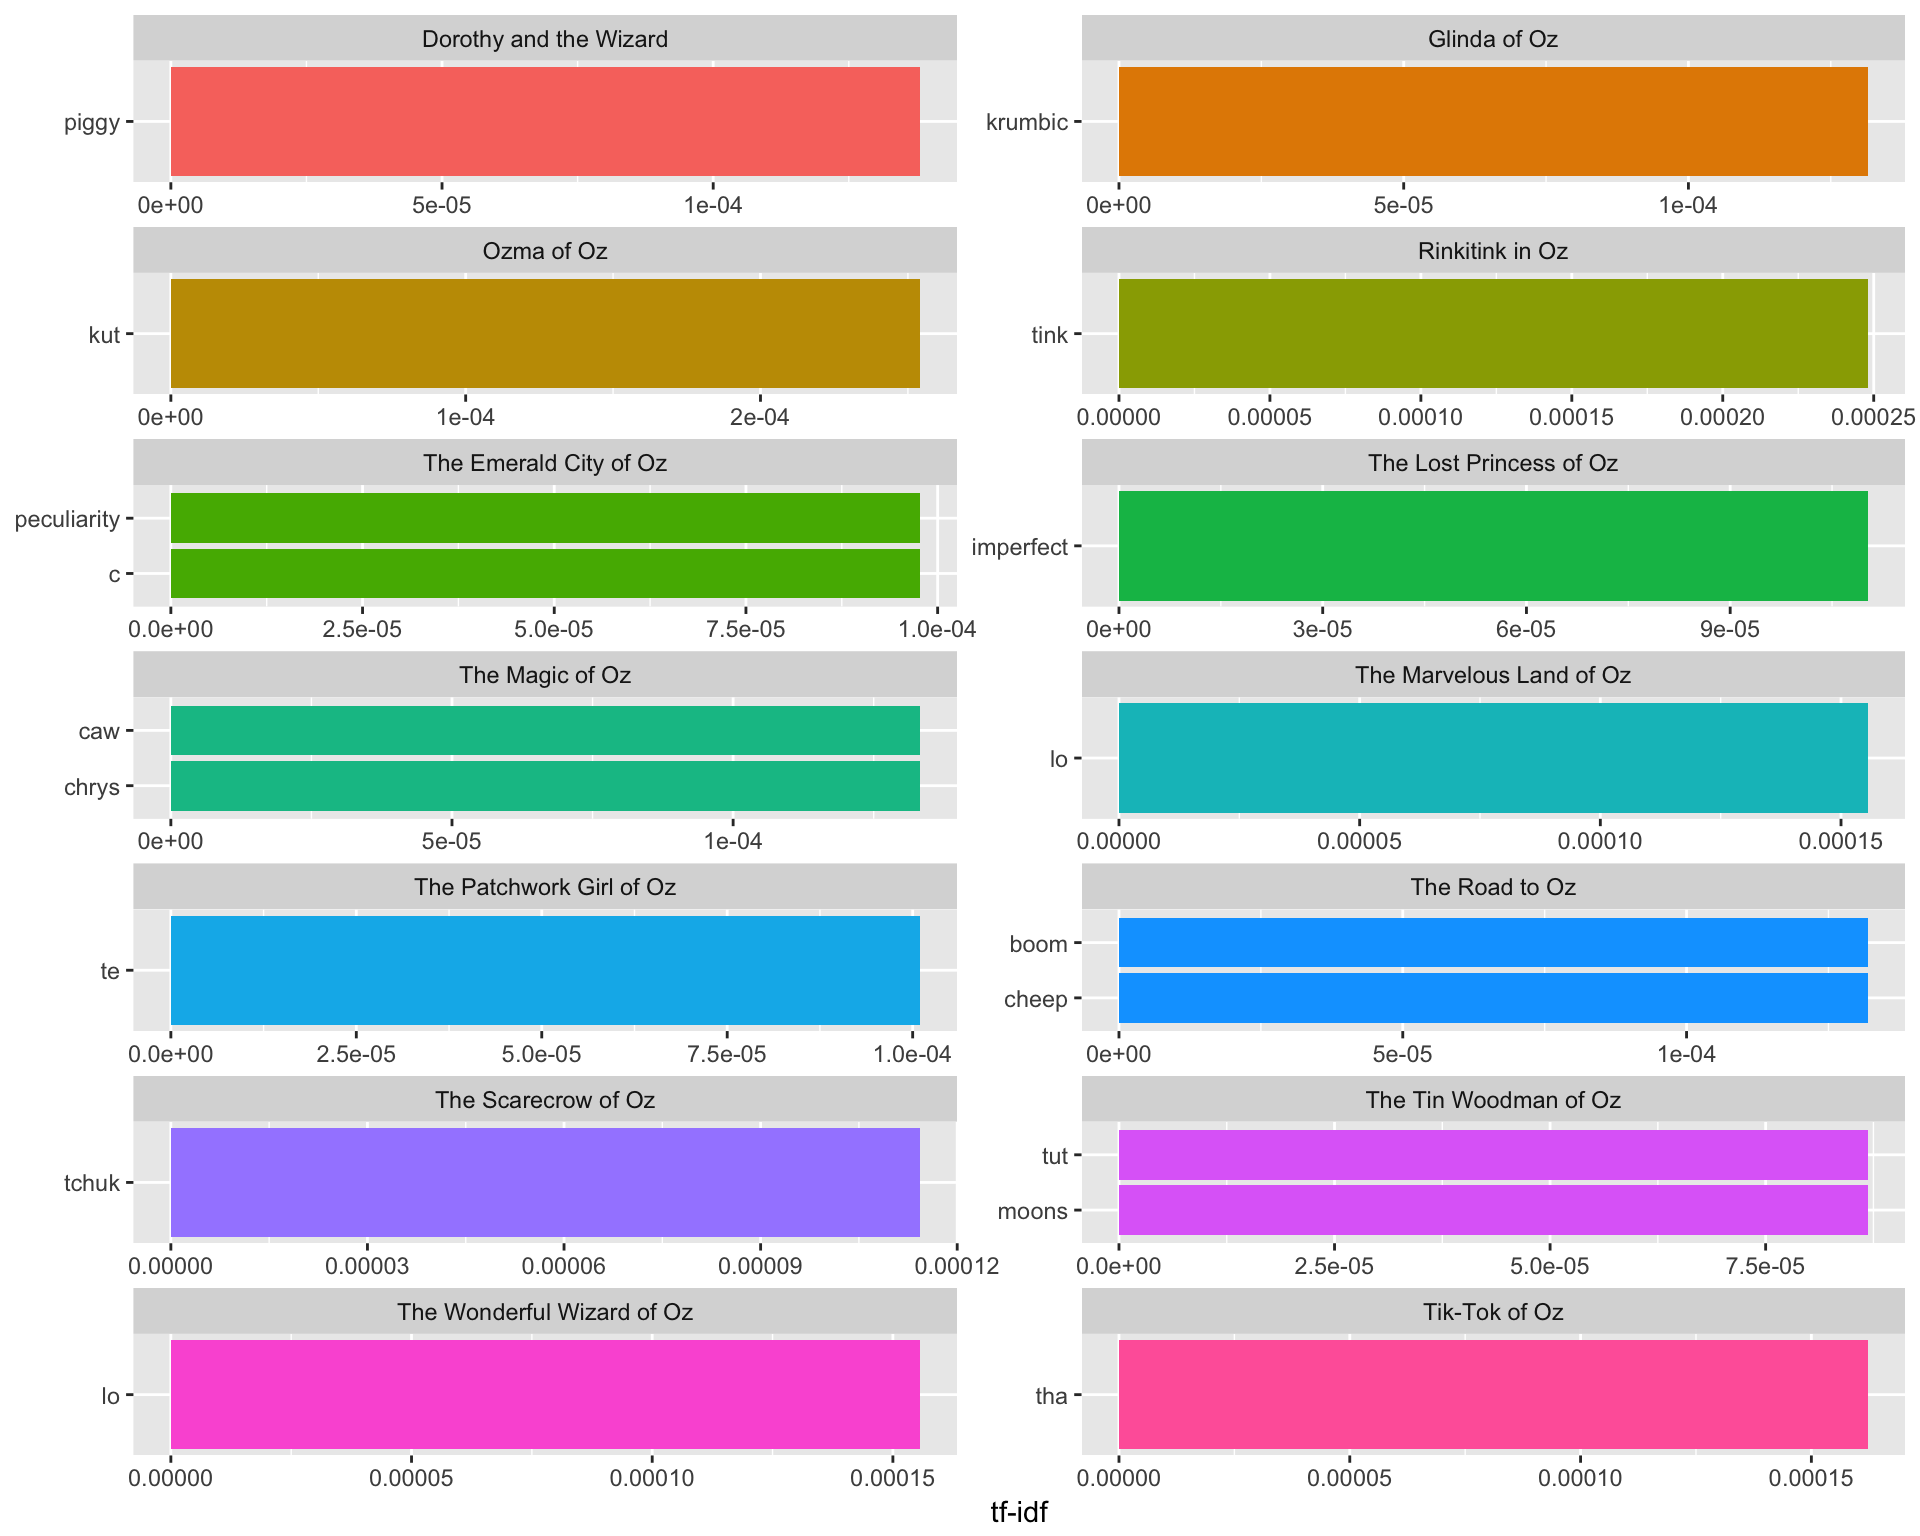 Dorothy and the Wizard
piggy
0e+00 5e-05 1e-04
Glinda of Oz
krumbic
0e+00 5e-05 1e-04
Ozma of Oz
kut
0e+00 1e-04 2e-04
Rinkitink in Oz
tink
0.00000 0.00005 0.00010 0.00015 0.00020 0.00025
The Emerald City of Oz
peculiarity
c
0.0e+00 2.5e-05 5.0e-05 7.5e-05 1.0e-04
The Lost Princess of Oz
imperfect
0e+00 3e-05 6e-05 9e-05
The Magic of Oz
caw
chrys
0e+00 5e-05 1e-04
The Marvelous Land of Oz
lo
0.00000 0.00005 0.00010 0.00015
The Patchwork Girl of Oz
te
0.0e+00 2.5e-05 5.0e-05 7.5e-05 1.0e-04
The Road to Oz
boom
cheep
0e+00 5e-05 1e-04
The Scarecrow of Oz
tchuk
0.00000 0.00003 0.00006 0.00009 0.00012
The Tin Woodman of Oz
tut
moons
0.0e+00 2.5e-05 5.0e-05 7.5e-05
The Wonderful Wizard of Oz
lo
0.00000 0.00005 0.00010 0.00015
Tik-Tok of Oz
tha
0.00000 0.00005 0.00010 0.00015
tf-idf